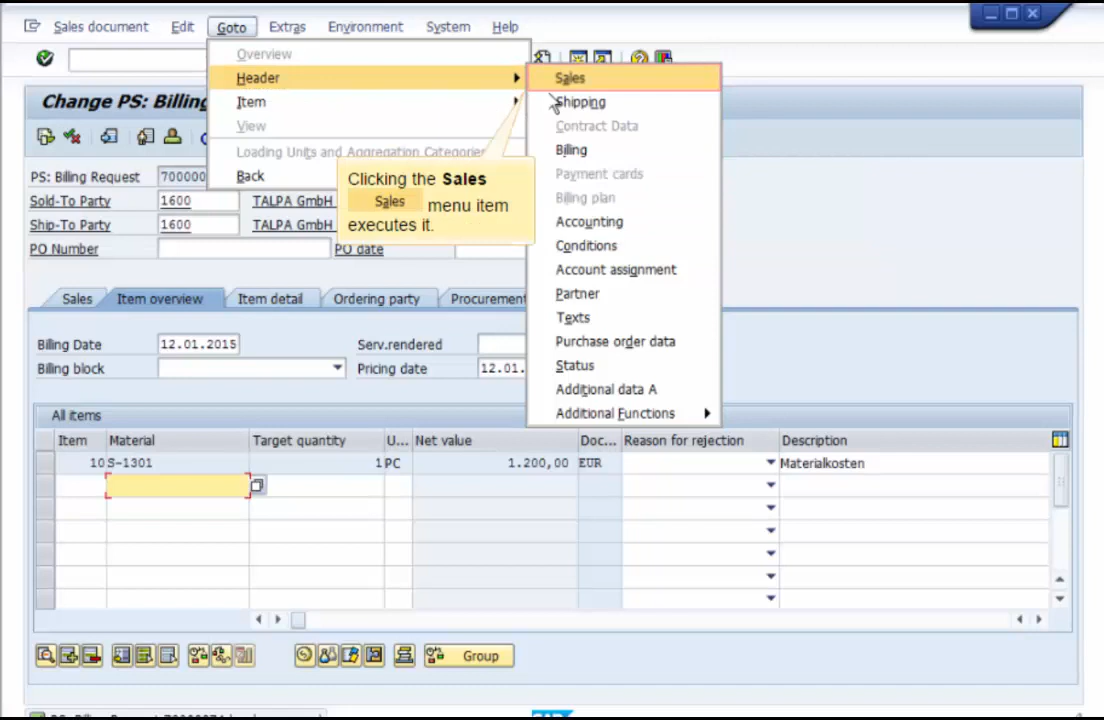 Sales document Edit Goto Extras Environment System Help
Overview
Header
Item
View
Loading Units and Aggregation Categories
Back
Sales
Shipping
Contract Data
Billing
Payment cards
Billing plan
Accounting
Conditions
Account assignment
Partner
Texts
Purchase order data
Status
Additional data A
Additional Functions
Clicking the Sales
Sales menu item
executes it.
Change PS: Billing
PS: Billing Request 700000
Sold-To Party 1600 TALPA GmbH
Ship-To Party 1600 TALPA GmbH
PO Number PO date
Sales Item overview Item detail Ordering party Procurement
Billing Date 12.01.2015 Serv.rendered
Billing block Pricing date 12.01.
All items
Item Material Target quantity U... Net value Doc... Reason for rejection Description
10 S-1301 1 PC 1.200,00 EUR Materialkosten
Group